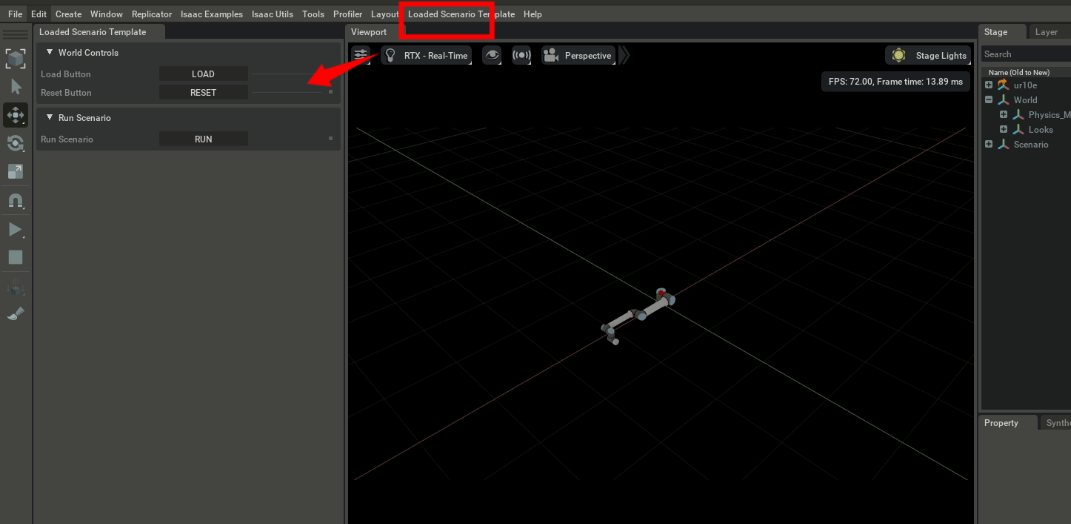 File Edit Create Window Replicator Isaac Examples Isaac Utils Tools Profiler Layout Loaded Scenario Template Help
Loaded Scenario Template
World Controls
Load Button LOAD
Reset Button RESET
Run Scenario
Run Scenario RUN
Viewport
RTX - Real-Time Perspective Stage Lights
FPS: 72.00, Frame time: 13.89 ms
Stage Layer
Search
Name (Old to New)
ur10e
World
Physics_M
Looks
Scenario
Property Synthe